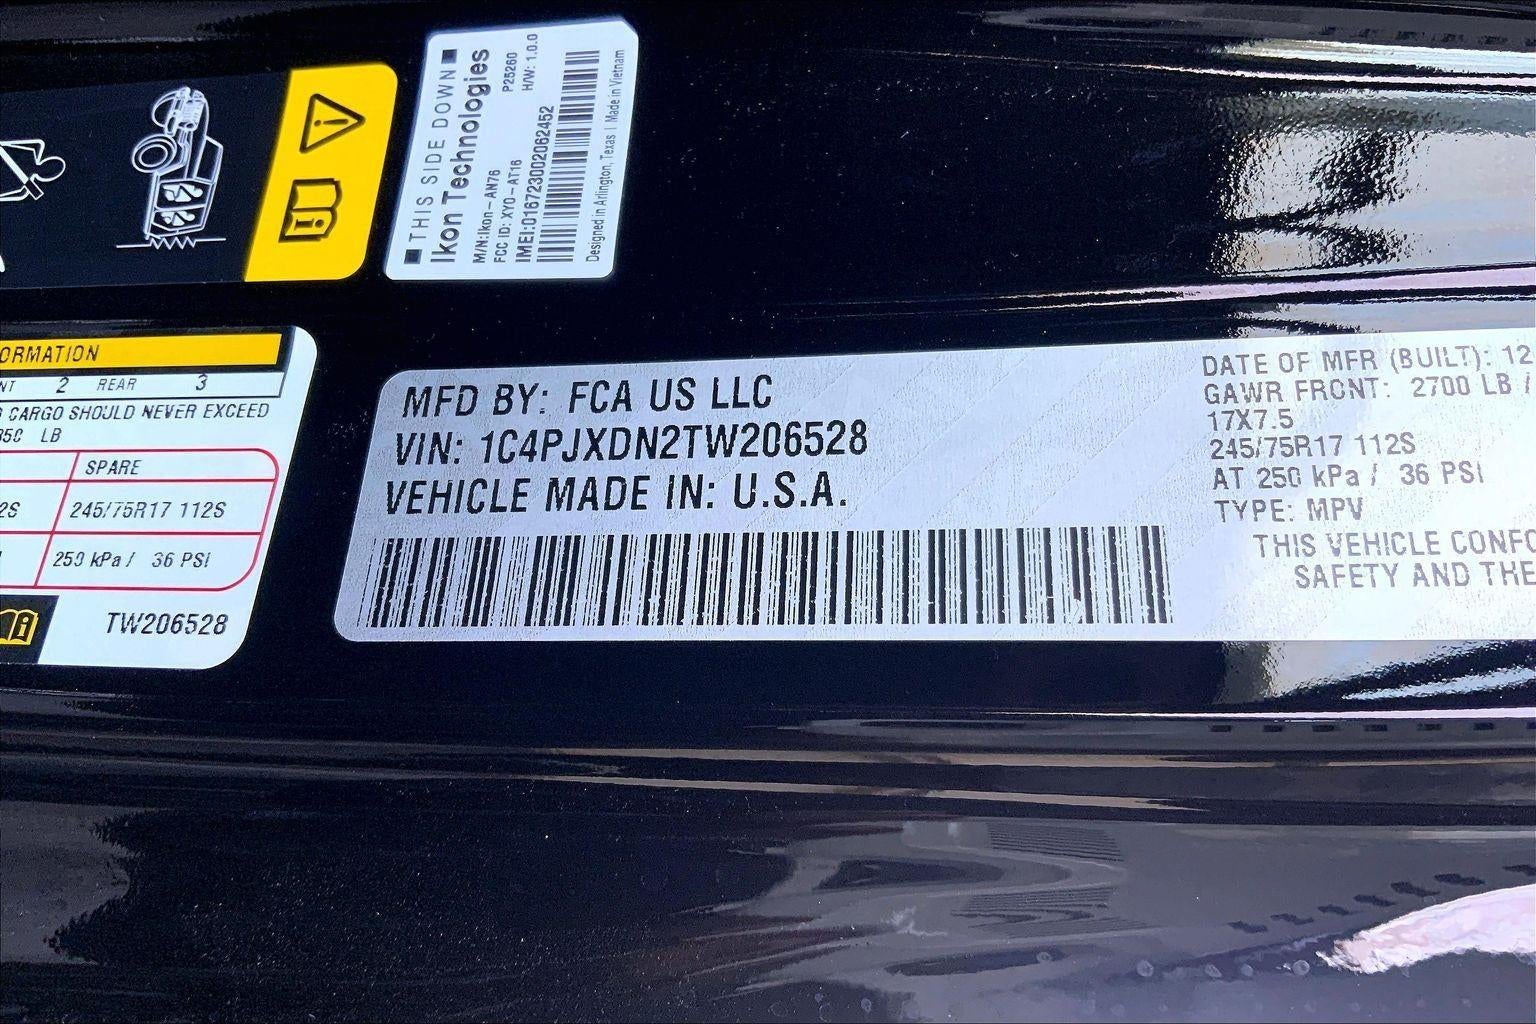 ■ THIS SIDE DOWN ■
Ikon Technologies
M/N:Ikon-AN76 P25260
FCC ID: XYO-AT16 H/W: 1.0.0
IMEI:016723002062452
Designed in Arlington, Texas | Made in Vietnam
ORMATION
NT 2 REAR 3
CARGO SHOULD NEVER EXCEED
850 LB
SPARE
2S 245/75R17 112S
250 kPa / 36 PSI
TW206528
MFD BY: FCA US LLC
VIN: 1C4PJXDN2TW206528
VEHICLE MADE IN: U.S.A.
DATE OF MFR (BUILT): 12
GAWR FRONT: 2700 LB /
17X7.5
245/75R17 112S
AT 250 kPa / 36 PSI
TYPE: MPV
THIS VEHICLE CONFO
SAFETY AND THE